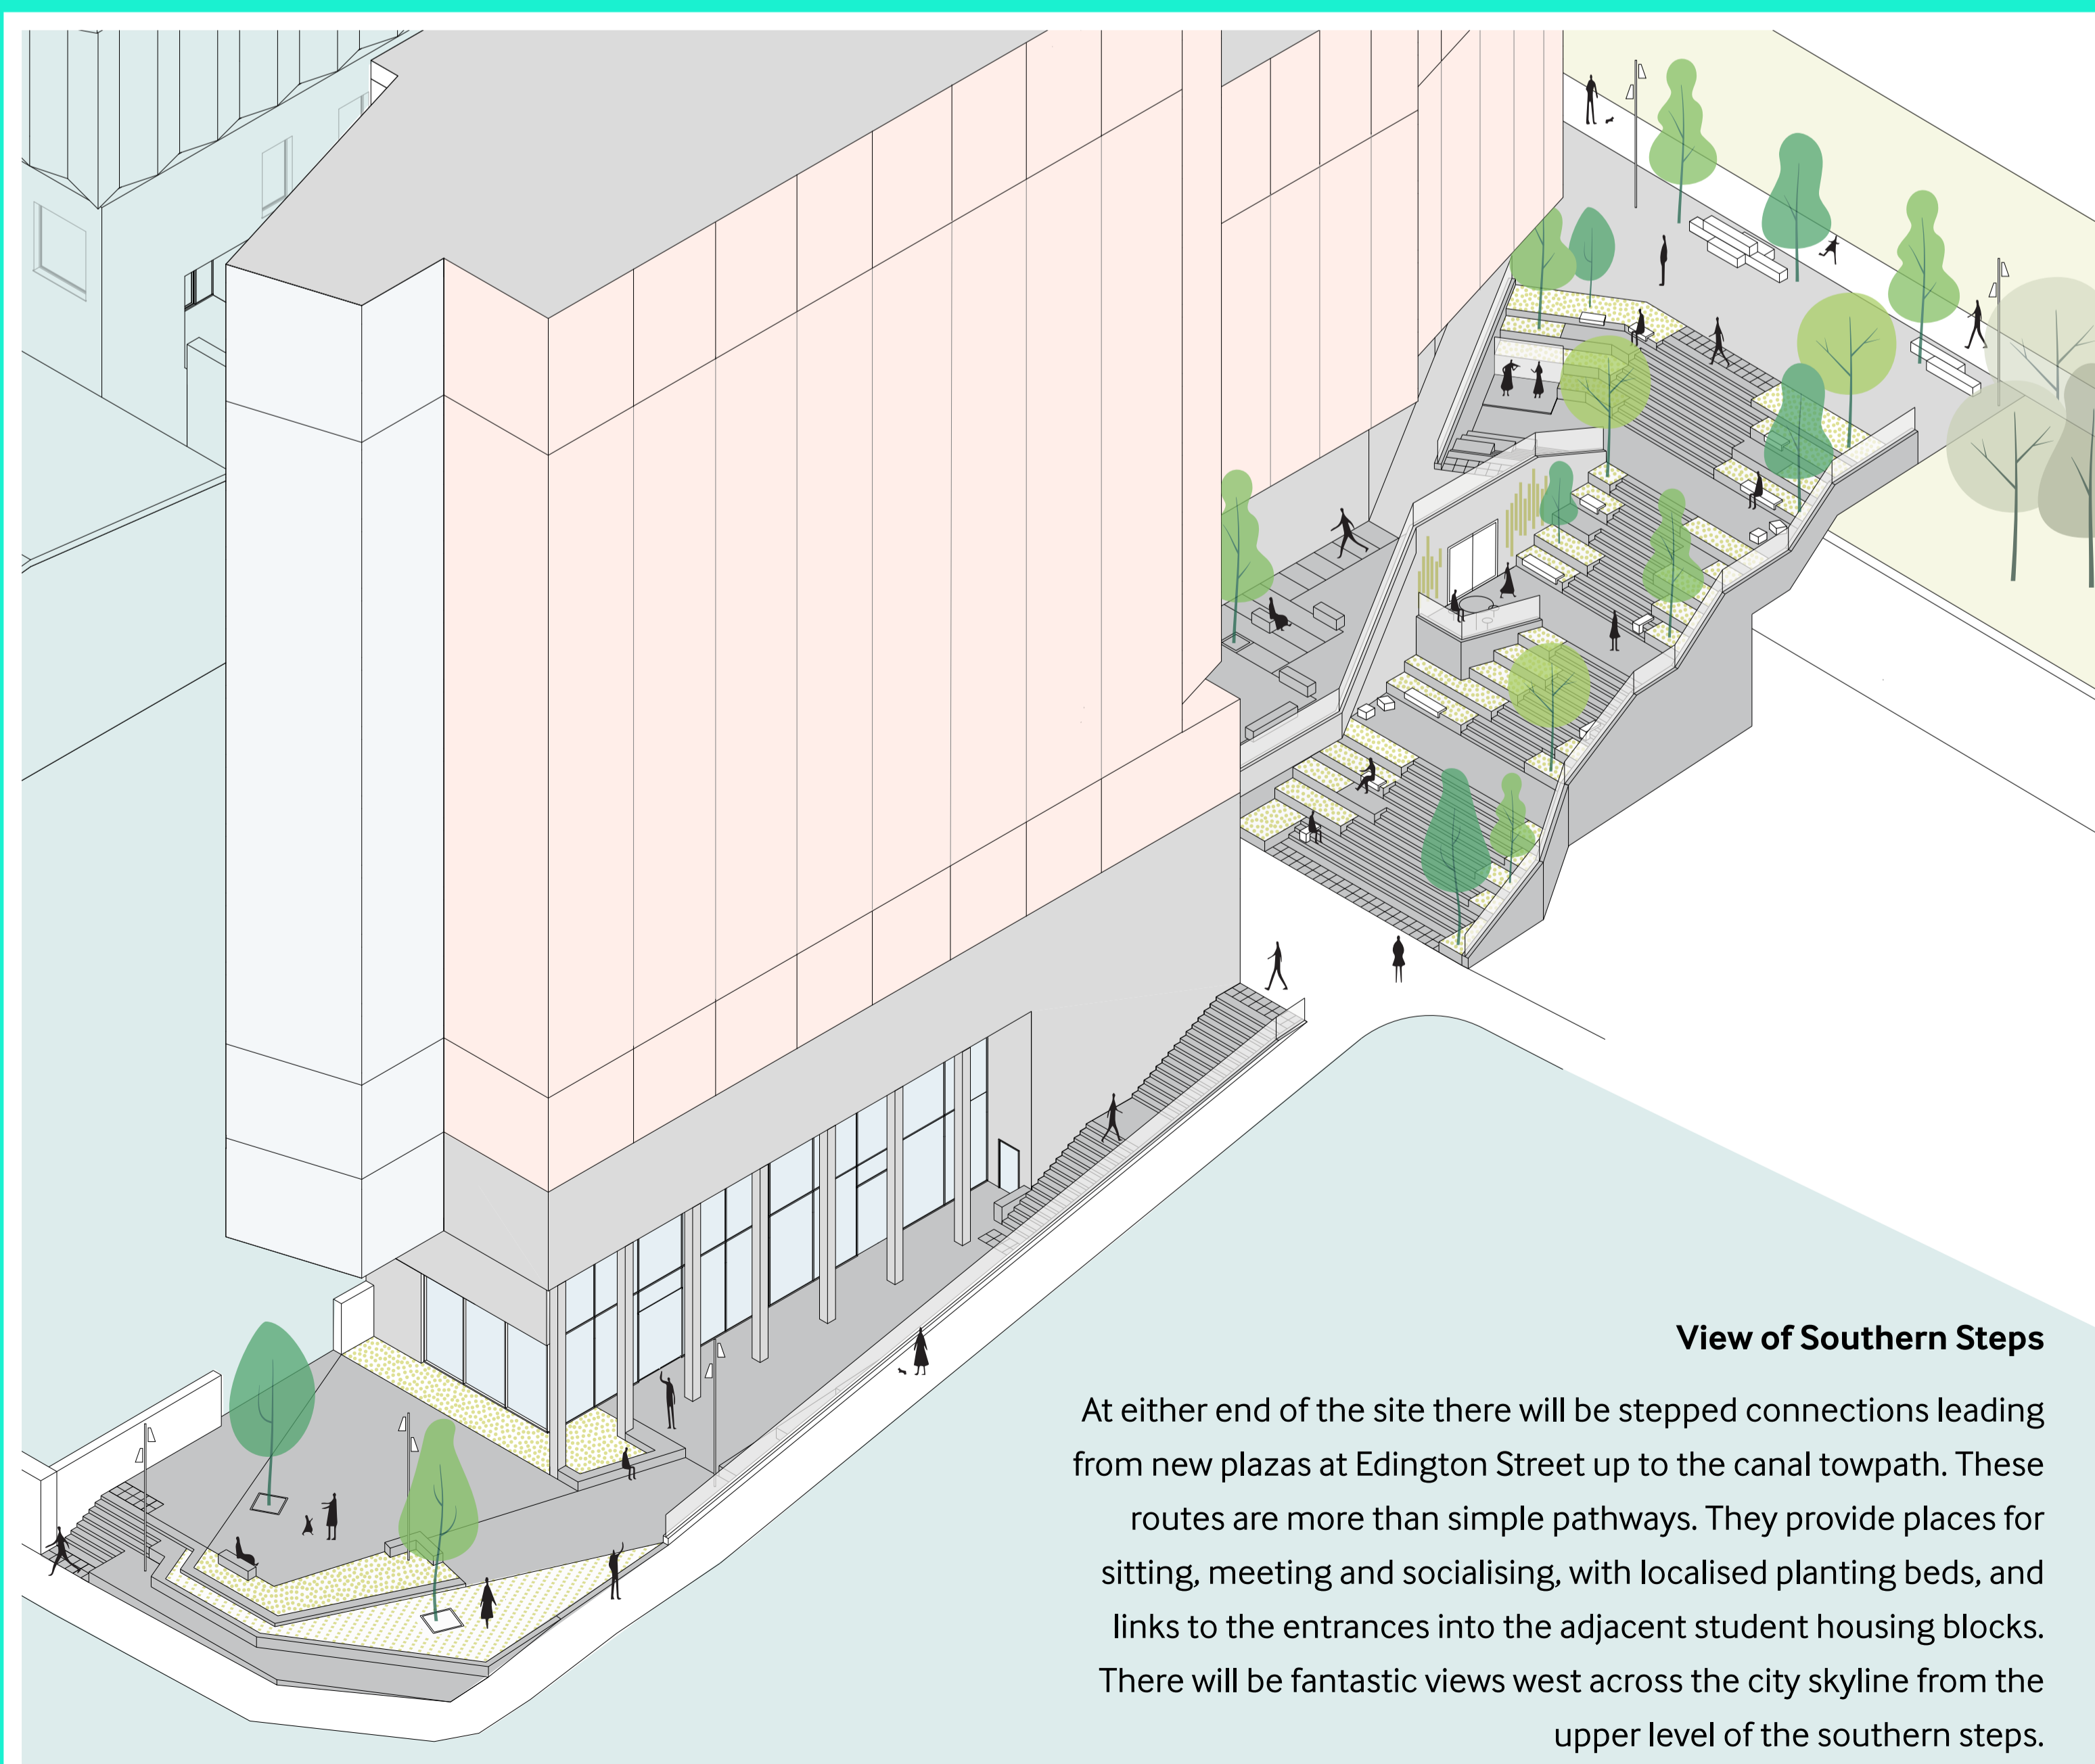 View of Southern Steps
At either end of the site there will be stepped connections leading
from new plazas at Edington Street up to the canal towpath. These
routes are more than simple pathways. They provide places for
sitting, meeting and socialising, with localised planting beds, and
links to the entrances into the adjacent student housing blocks.
There will be fantastic views west across the city skyline from the
upper level of the southern steps.